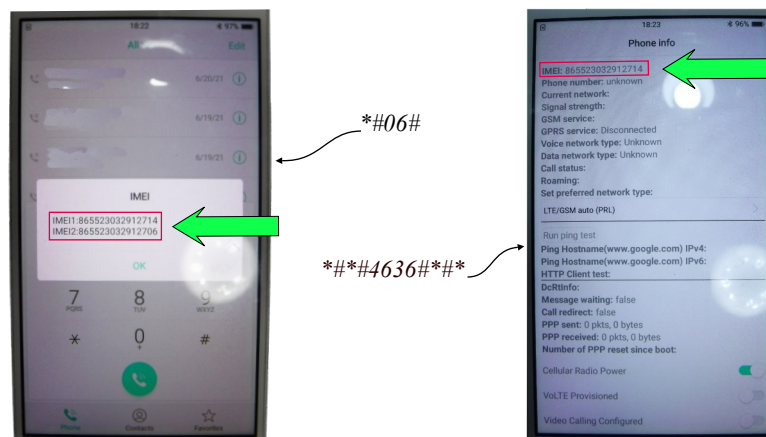 18:22
97%
All
Edit
6/20/21
6/19/21
6/19/21
IMEI
IMEI1:865523032912714
IMEI2:865523032912706
OK
7 8 9
PQRS TUV WXYZ
* 0 #
+
Phone Contacts Favorites
*#06#
*#*#4636#*#*
18:23
96%
Phone info
IMEI: 865523032912714
Phone number: unknown
Current network:
Signal strength:
GSM service:
GPRS service: Disconnected
Voice network type: Unknown
Data network type: Unknown
Call status:
Roaming:
Set preferred network type:
LTE/GSM auto (PRL)
Run ping test
Ping Hostname(www.google.com) IPv4:
Ping Hostname(www.google.com) IPv6:
HTTP Client test:
DcRtInfo:
Message waiting: false
Call redirect: false
PPP sent: 0 pkts, 0 bytes
PPP received: 0 pkts, 0 bytes
Number of PPP reset since boot:
Cellular Radio Power
VoLTE Provisioned
Video Calling Configured